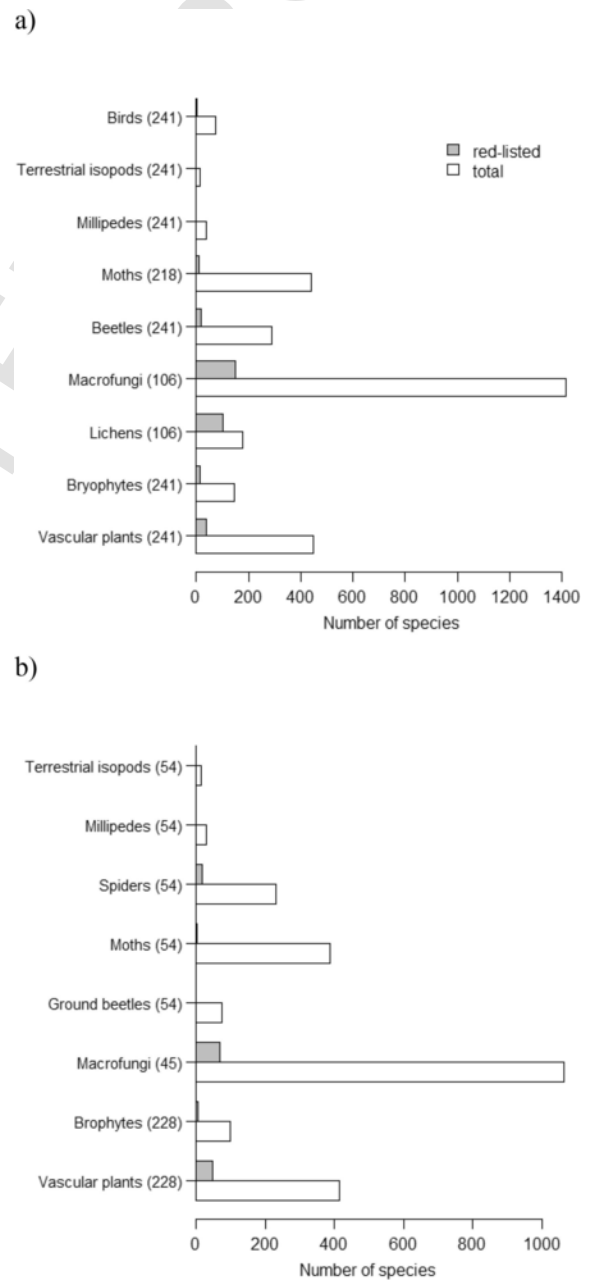 a)
Birds (241)
Terrestrial isopods (241)
Millipedes (241)
Moths (218)
Beetles (241)
Macrofungi (106)
Lichens (106)
Bryophytes (241)
Vascular plants (241)
red-listed
total
0 200 400 600 800 1000 1200 1400
Number of species
b)
Terrestrial isopods (54)
Millipedes (54)
Spiders (54)
Moths (54)
Ground beetles (54)
Macrofungi (45)
Brophytes (228)
Vascular plants (228)
0 200 400 600 800 1000
Number of species